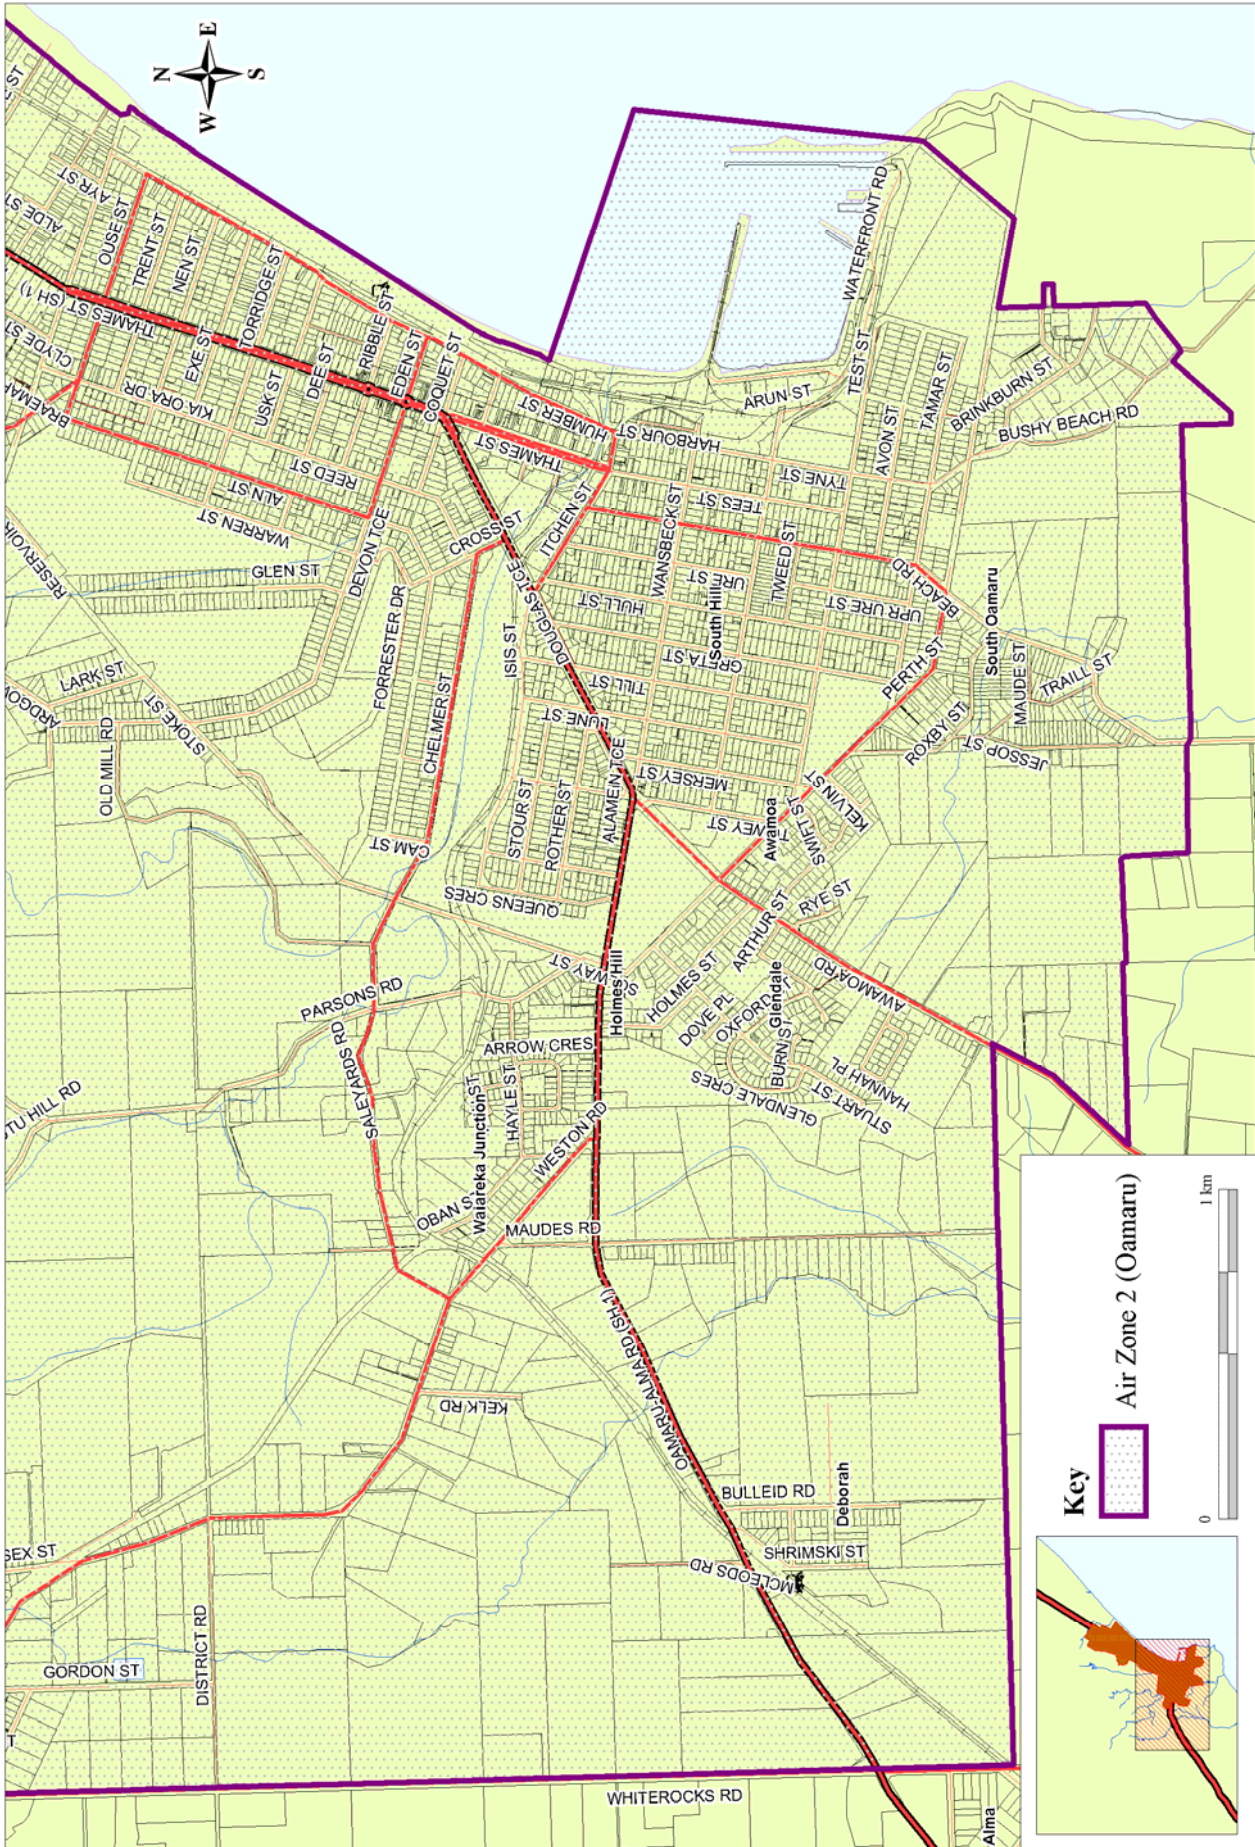 N
E
W
S
ALDE ST
AYR ST
OUSE ST
TRENT ST
NEN ST
TORRIDGE ST
CLYDE ST
THAMES ST (SH 1)
EXE ST
KIA ORA DR
USK ST
DEE ST
RIBBLE ST
EDEN ST
COQUET ST
REED ST
ALN ST
WARREN ST
HUMBER ST
THAMES ST
HARBOUR ST
WATERFRONT RD
ARUN ST
TEST ST
TAMAR ST
AVON ST
BRINKBURN ST
BUSHY BEACH RD
TYNE ST
TEES ST
CROSS ST
ITCHEN ST
DEVON TCE
GLEN ST
FORRESTER DR
WANSBECK ST
TWEED ST
URE ST
South Hill
HULL ST
UPR URE ST
BEACH RD
GRETA ST
TILL ST
DOUGLAS TCE
ISIS ST
CHELMER ST
LARK ST
STOKE ST
OLD MILL RD
PERTH ST
South Oamaru
MAUDE ST
TRAILL ST
ROXBY ST
JESSOP ST
LUNE ST
MERSEY ST
ALAMEIN TCE
STOUR ST
ROTHER ST
CAM ST
QUEENS CRES
KELVIN ST
SWIFT ST
Awamoa
RYE ST
ARTHUR ST
AWAMOA RD
Holmes Hill
HOLMES ST
DOVE PL
OXFORD ST
Glendale
BURN ST
GLENDALE CRES
STUART ST
HANNAH PL
PARSONS RD
SALEYARDS RD
ARROW CRES
HAYLE ST
Waiareka Junction
WESTON RD
OBAN ST
MAUDES RD
KELK RD
OAMARU-ALMA RD (SH 1)
BULLEID RD
Deborah
SHRIMSKI ST
MCLEODS RD
DISTRICT RD
GORDON ST
WHITEROCKS RD
Alma
Key
Air Zone 2 (Oamaru)
0
1 km